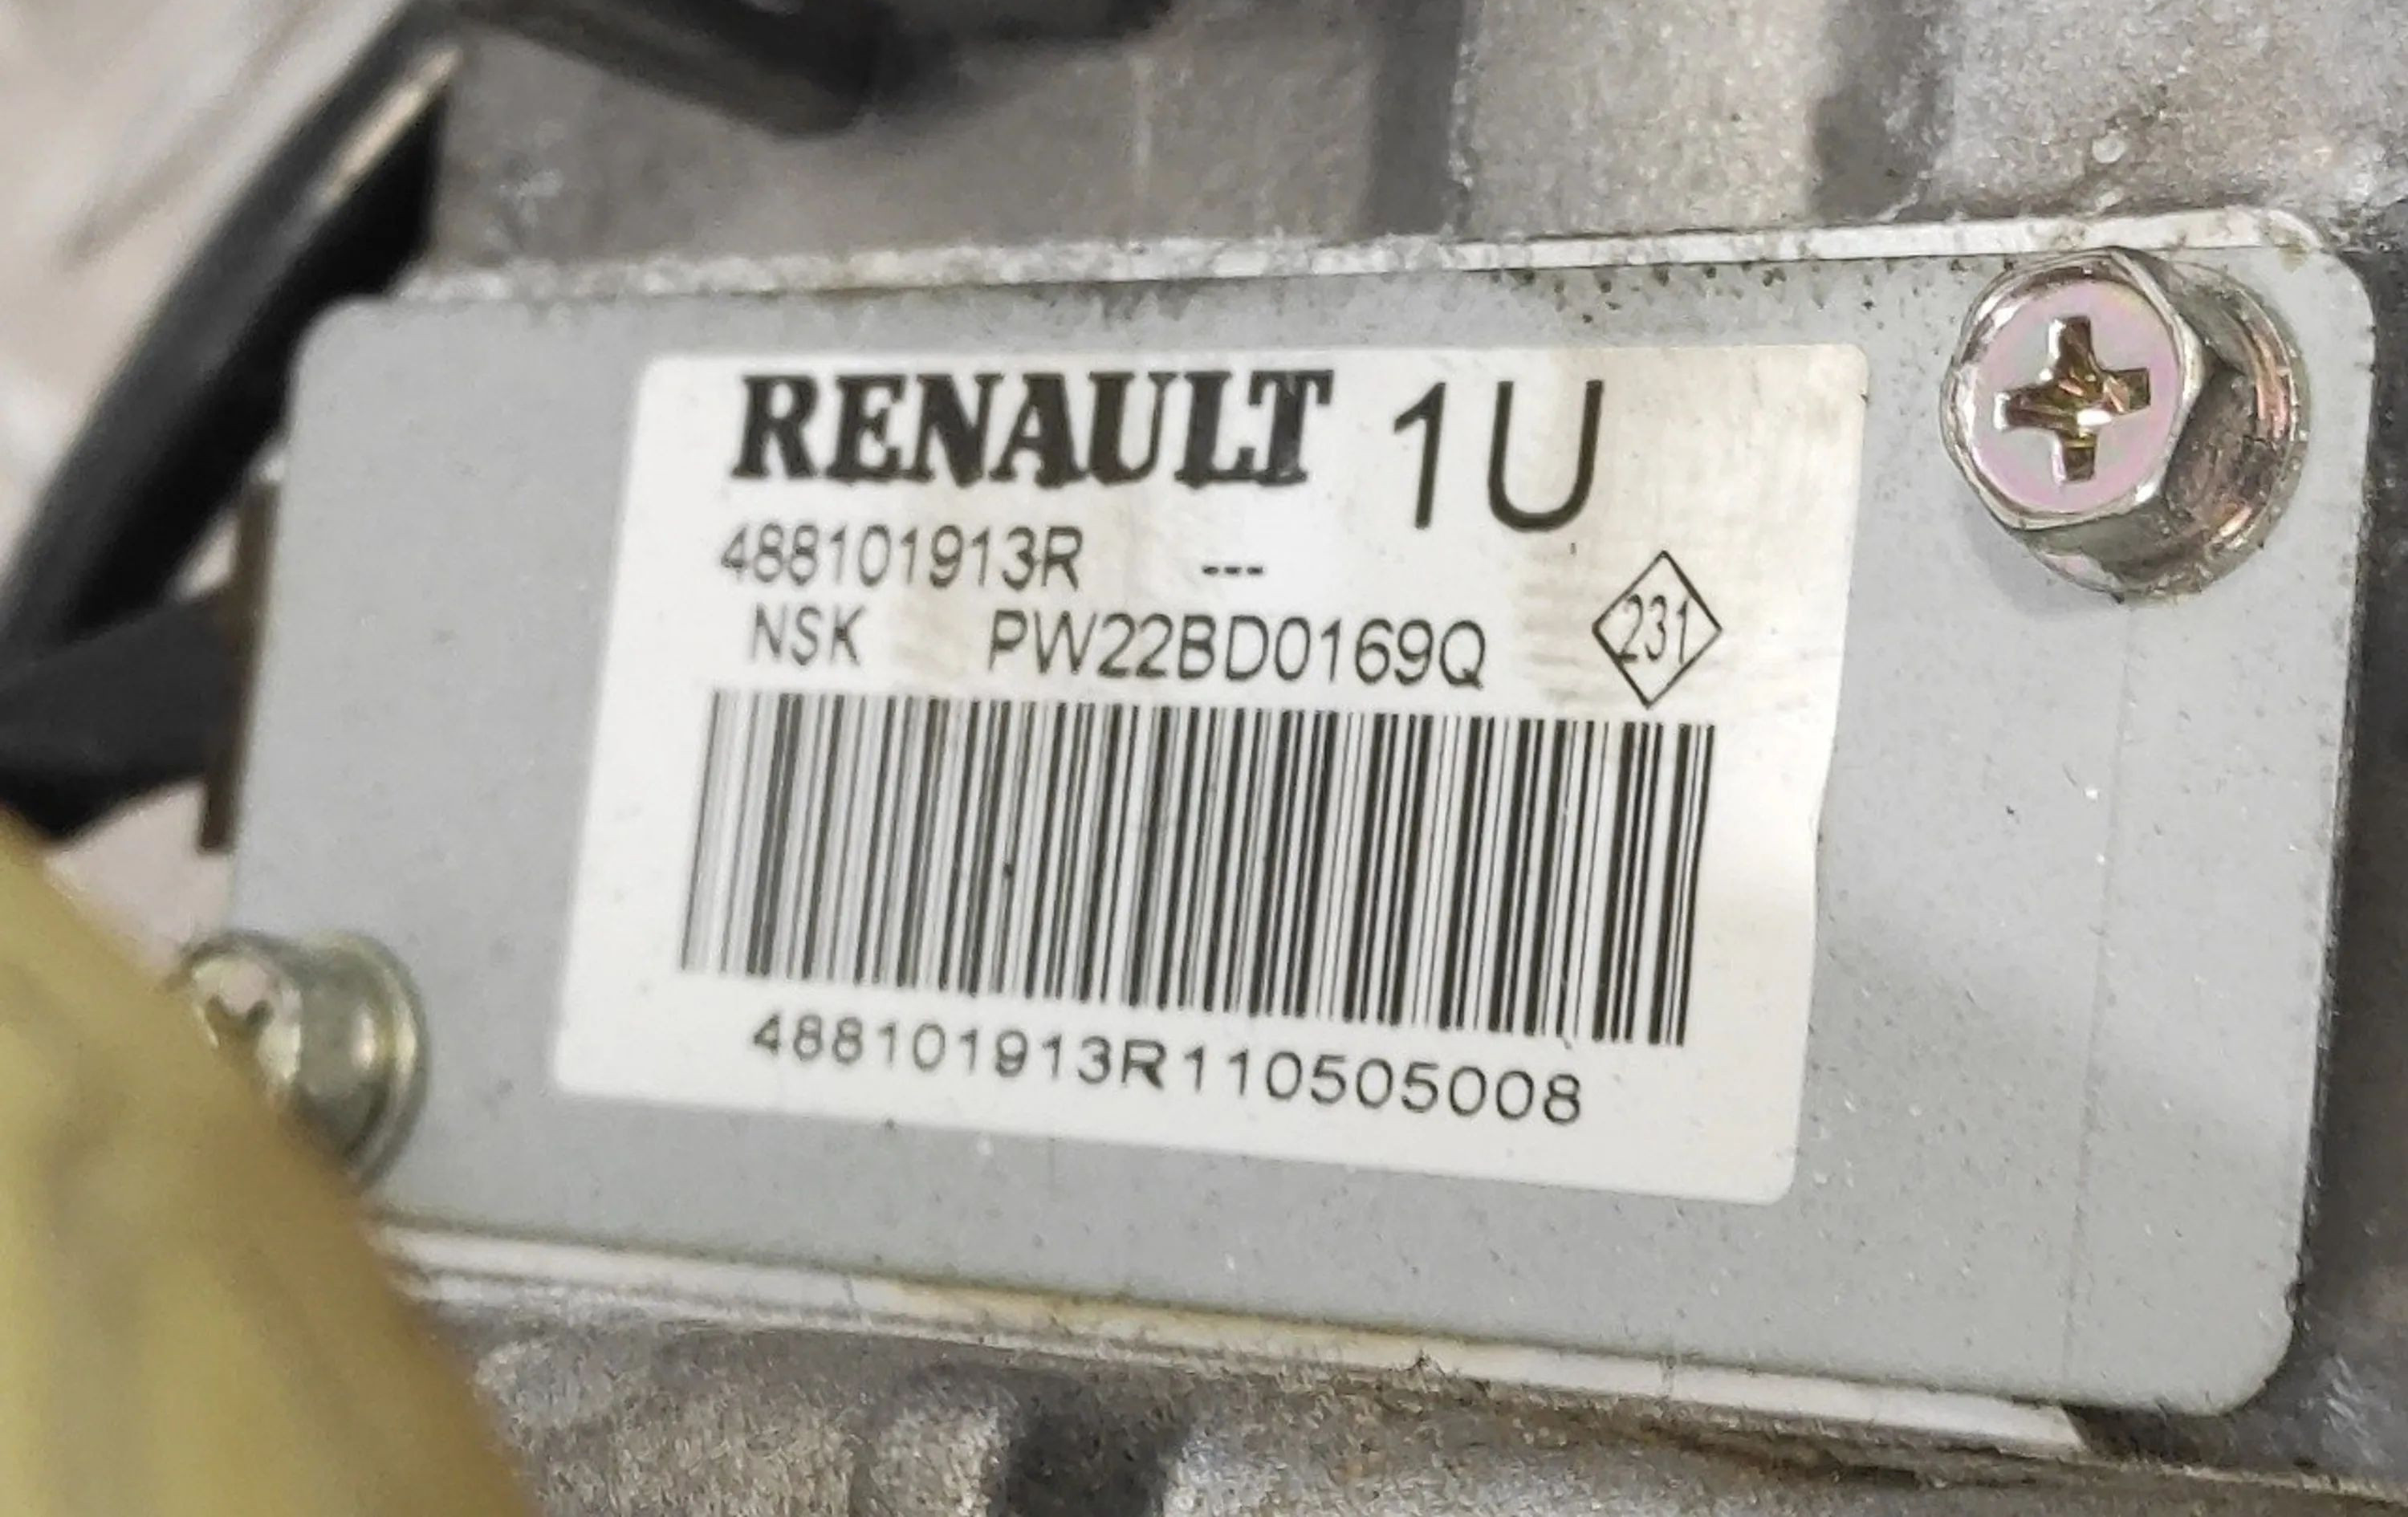 RENAULT 1U
488101913R ---
NSK PW22BD0169Q 231
488101913R110505008